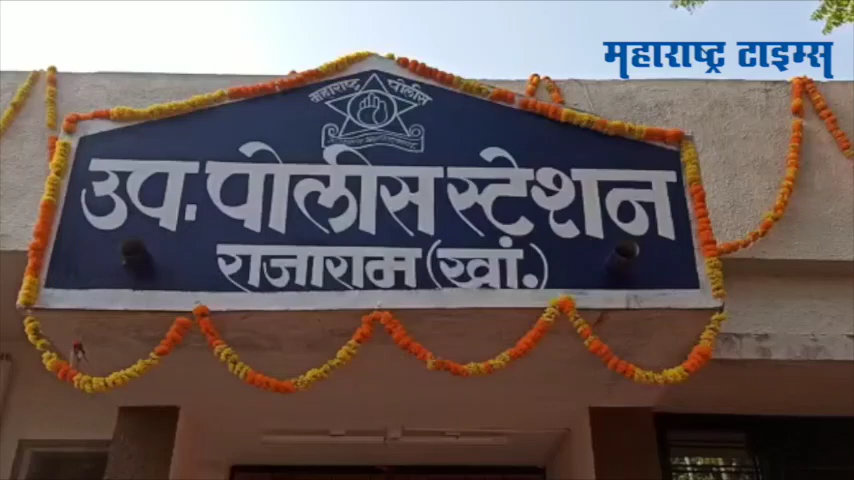 महाराष्ट्र टाइम्स
महाराष्ट्र पोलीस
उप. पोलीस स्टेशन
राजाराम (खां.)